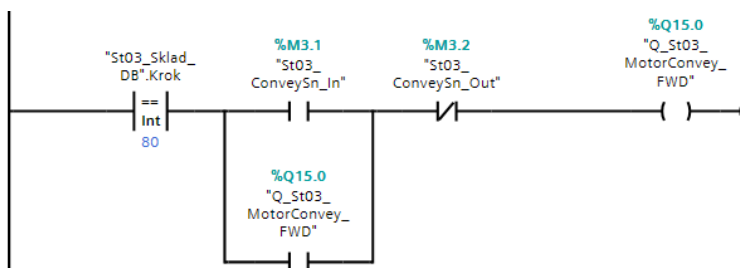 "St03_Sklad_
DB".Krok
==
Int
80
%M3.1
"St03_
ConveySn_In"
%M3.2
"St03_
ConveySn_Out"
%Q15.0
"Q_St03_
MotorConvey_
FWD"
%Q15.0
"Q_St03_
MotorConvey_
FWD"